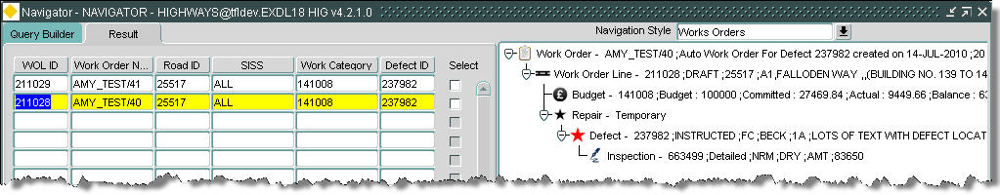 Navigator - NAVIGATOR - HIGHWAYS@tfldev.EXDL18 HIG v4.2.1.0
Query Builder Result
Navigation Style Works Orders
WOL ID Work Order N... Road ID SISS Work Category Defect ID Select
211029 AMY_TEST/41 25517 ALL 141008 237982
211028 AMY_TEST/40 25517 ALL 141008 237982
Work Order - AMY_TEST/40 ;Auto Work Order For Defect 237982 created on 14-JUL-2010 ;20
Work Order Line - 211028 ;DRAFT ;25517 ;A1,FALLODEN WAY ,,(BUILDING NO. 139 TO 14
Budget - 141008 ;Budget : 100000 ;Committed : 27469.84 ;Actual : 9449.66 ;Balance : 63
Repair - Temporary
Defect - 237982 ;INSTRUCTED ;FC ;BECK ;1A ;LOTS OF TEXT WITH DEFECT LOCAT
Inspection - 663499 ;Detailed ;NRM ;DRY ;AMT ;83650